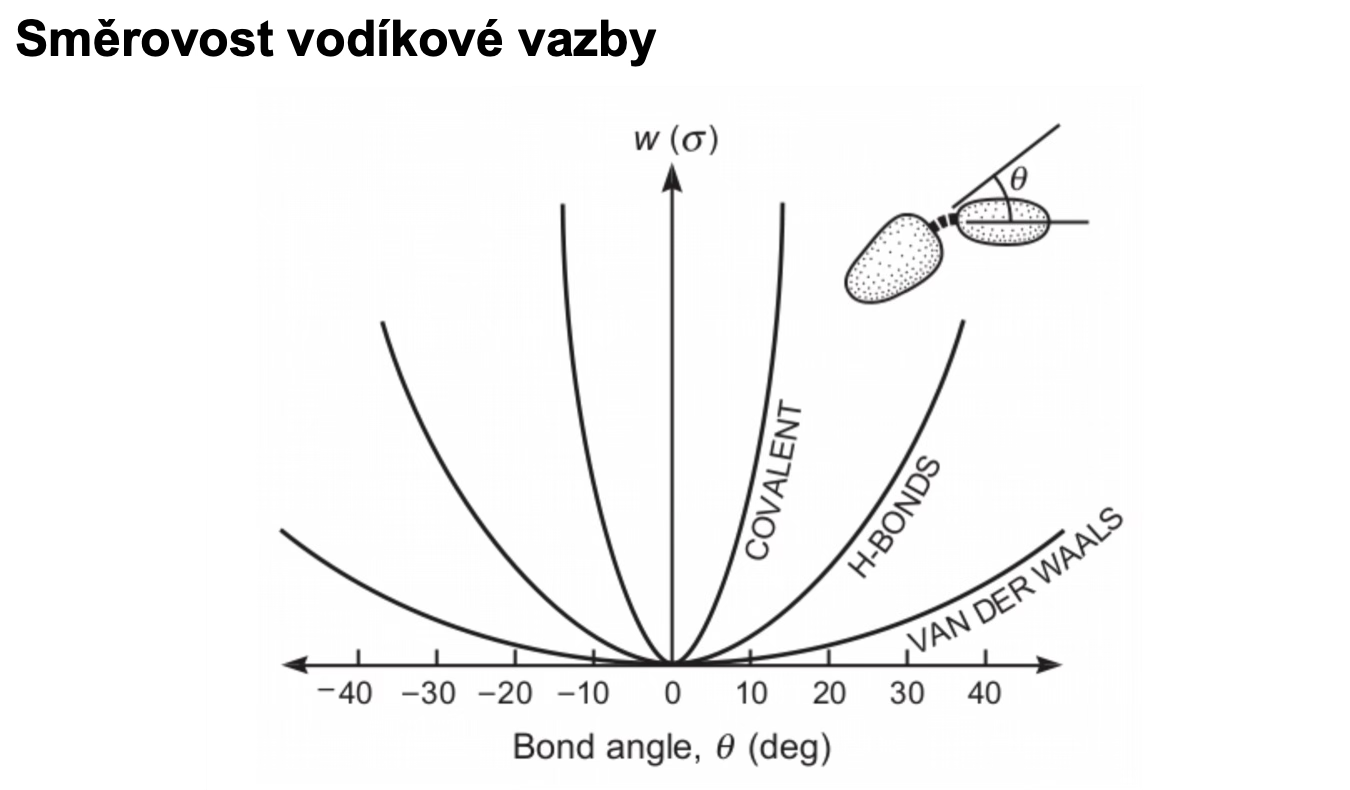 Směrovost vodíkové vazby
w (σ)
θ
COVALENT
H-BONDS
VAN DER WAALS
−40 −30 −20 −10 0 10 20 30 40
Bond angle, θ (deg)